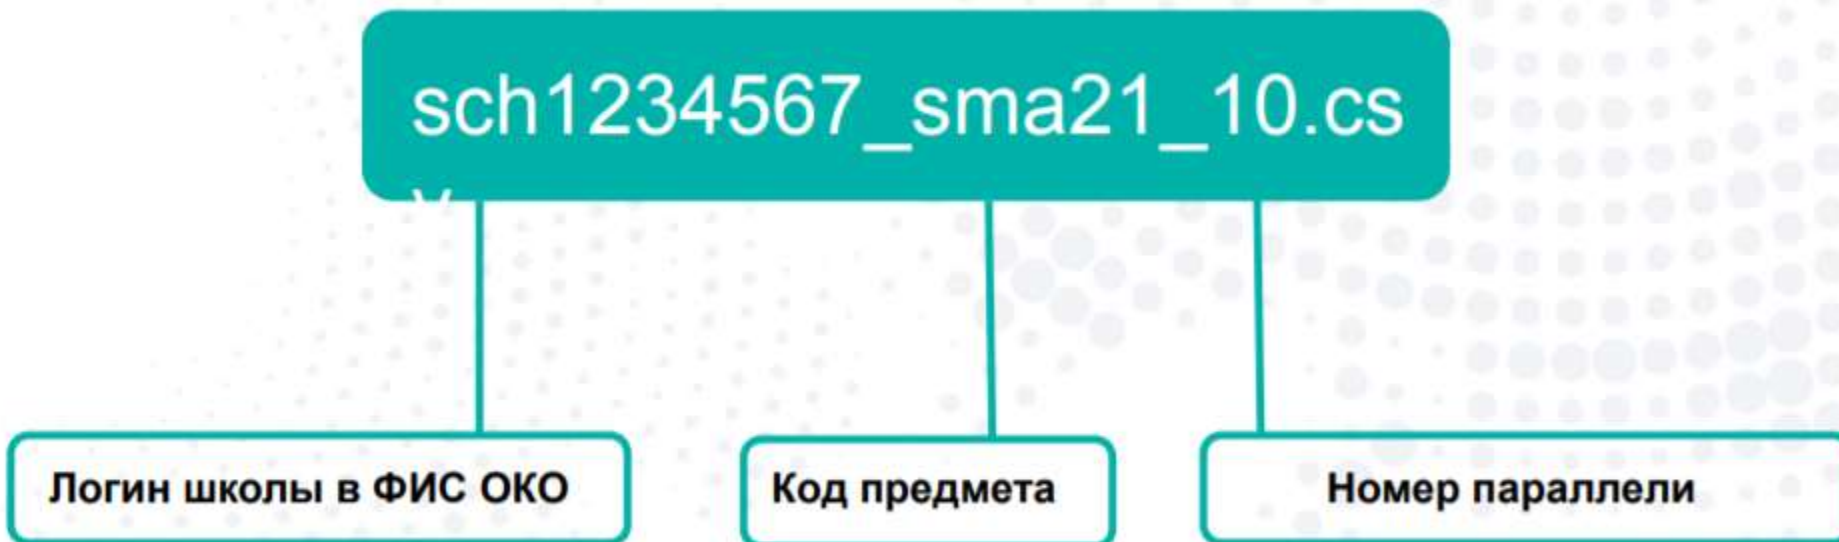 sch1234567_sma21_10.cs
v
Логин школы в ФИС ОКО
Код предмета
Номер параллели